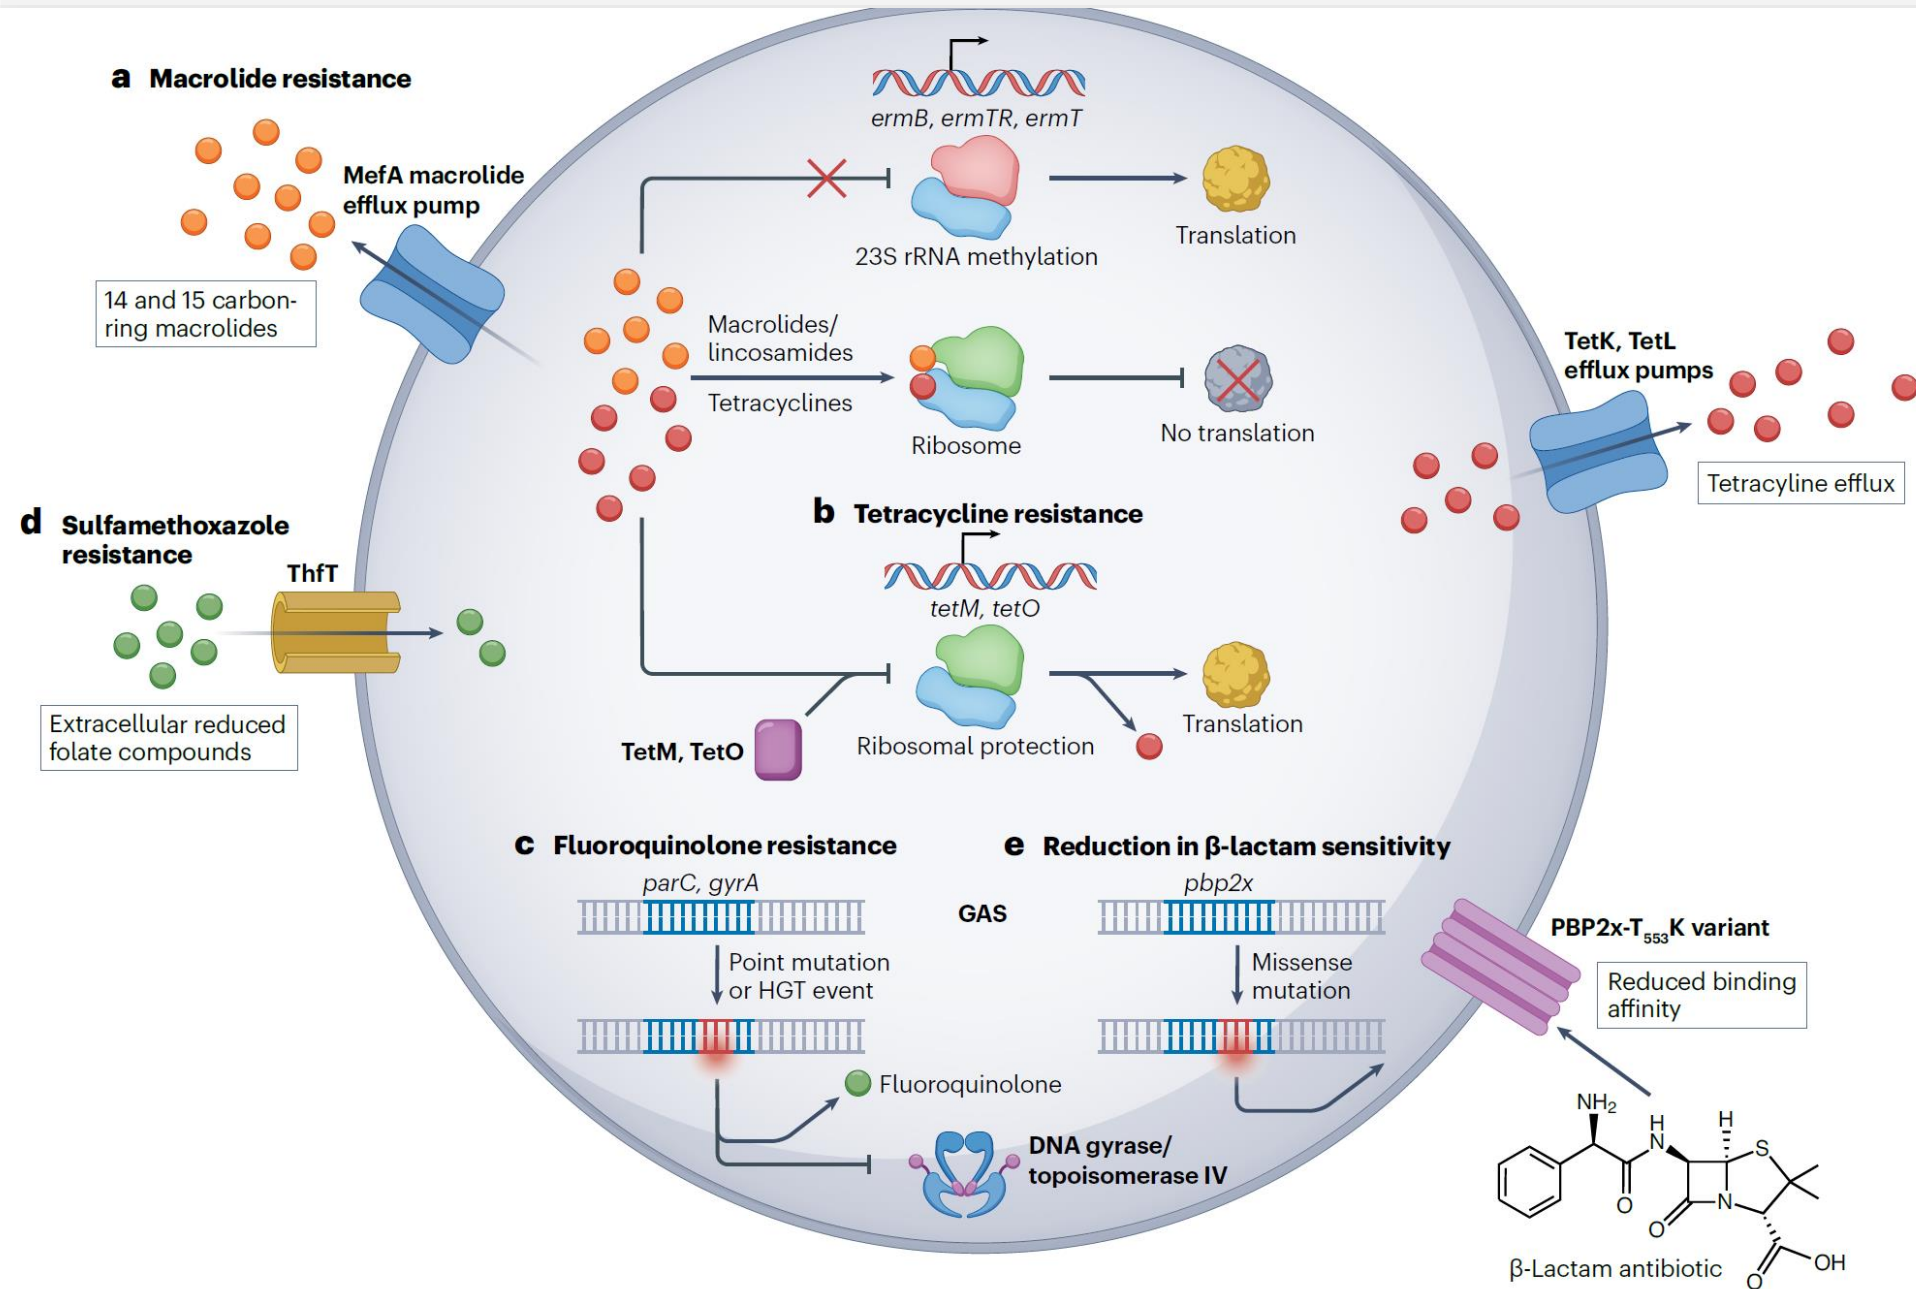 a Macrolide resistance
MefA macrolide
efflux pump
14 and 15 carbon-
ring macrolides
ermB, ermTR, ermT
23S rRNA methylation
Translation
Macrolides/
lincosamides
Tetracyclines
Ribosome
No translation
TetK, TetL
efflux pumps
Tetracyline efflux
b Tetracycline resistance
tetM, tetO
TetM, TetO
Ribosomal protection
Translation
d Sulfamethoxazole
resistance
ThfT
Extracellular reduced
folate compounds
c Fluoroquinolone resistance
parC, gyrA
Point mutation
or HGT event
Fluoroquinolone
DNA gyrase/
topoisomerase IV
GAS
e Reduction in β-lactam sensitivity
pbp2x
Missense
mutation
PBP2x-T553K variant
Reduced binding
affinity
NH2
H
N
H
S
O
O
N
O
OH
β-Lactam antibiotic